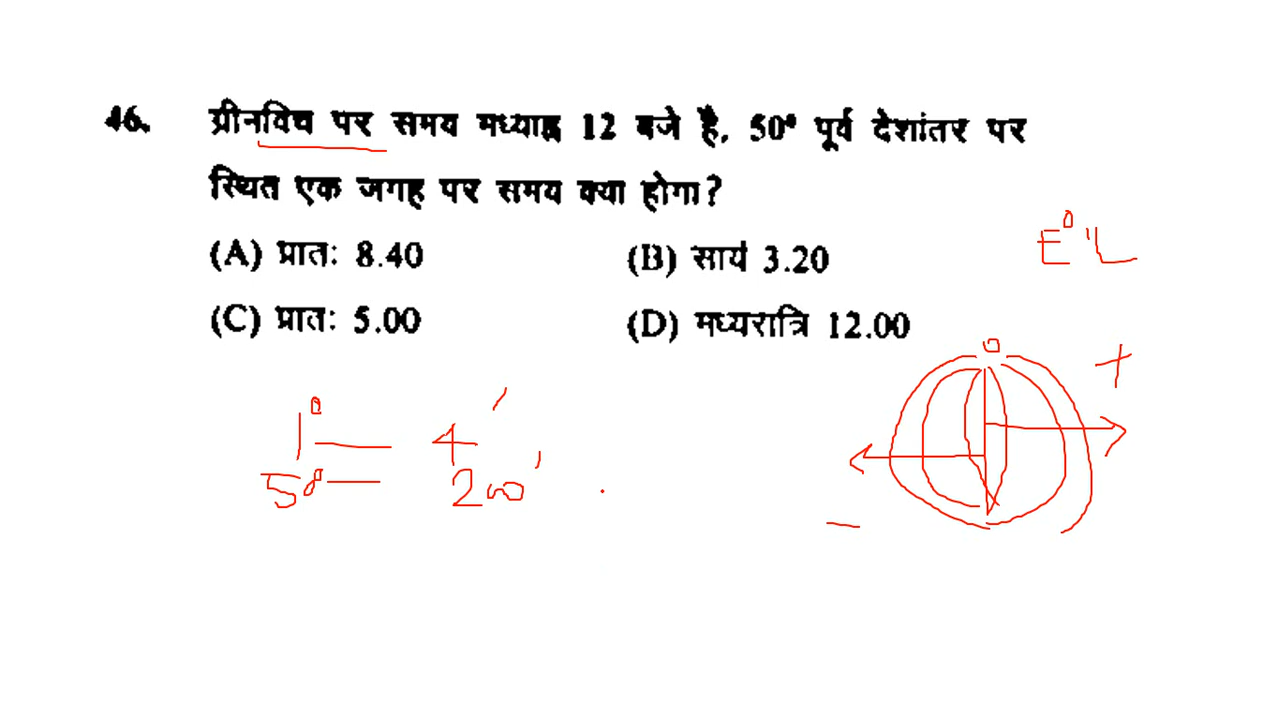 46. ग्रीनविच पर समय मध्याह्न 12 बजे है, 50° पूर्व देशांतर पर
स्थित एक जगह पर समय क्या होगा?
(A) प्रातः 8.40 (B) सायं 3.20
(C) प्रातः 5.00 (D) मध्यरात्रि 12.00
0
+
1° — 4'
50 — 200'
—